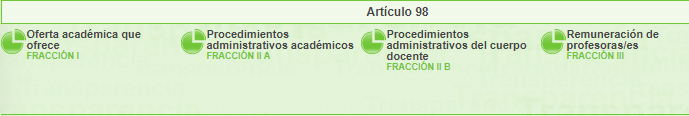 Artículo 98
Oferta académica que
ofrece
FRACCIÓN I
Procedimientos
administrativos académicos
FRACCIÓN II A
Procedimientos
administrativos del cuerpo
docente
FRACCIÓN II B
Remuneración de
profesoras/es
FRACCIÓN III